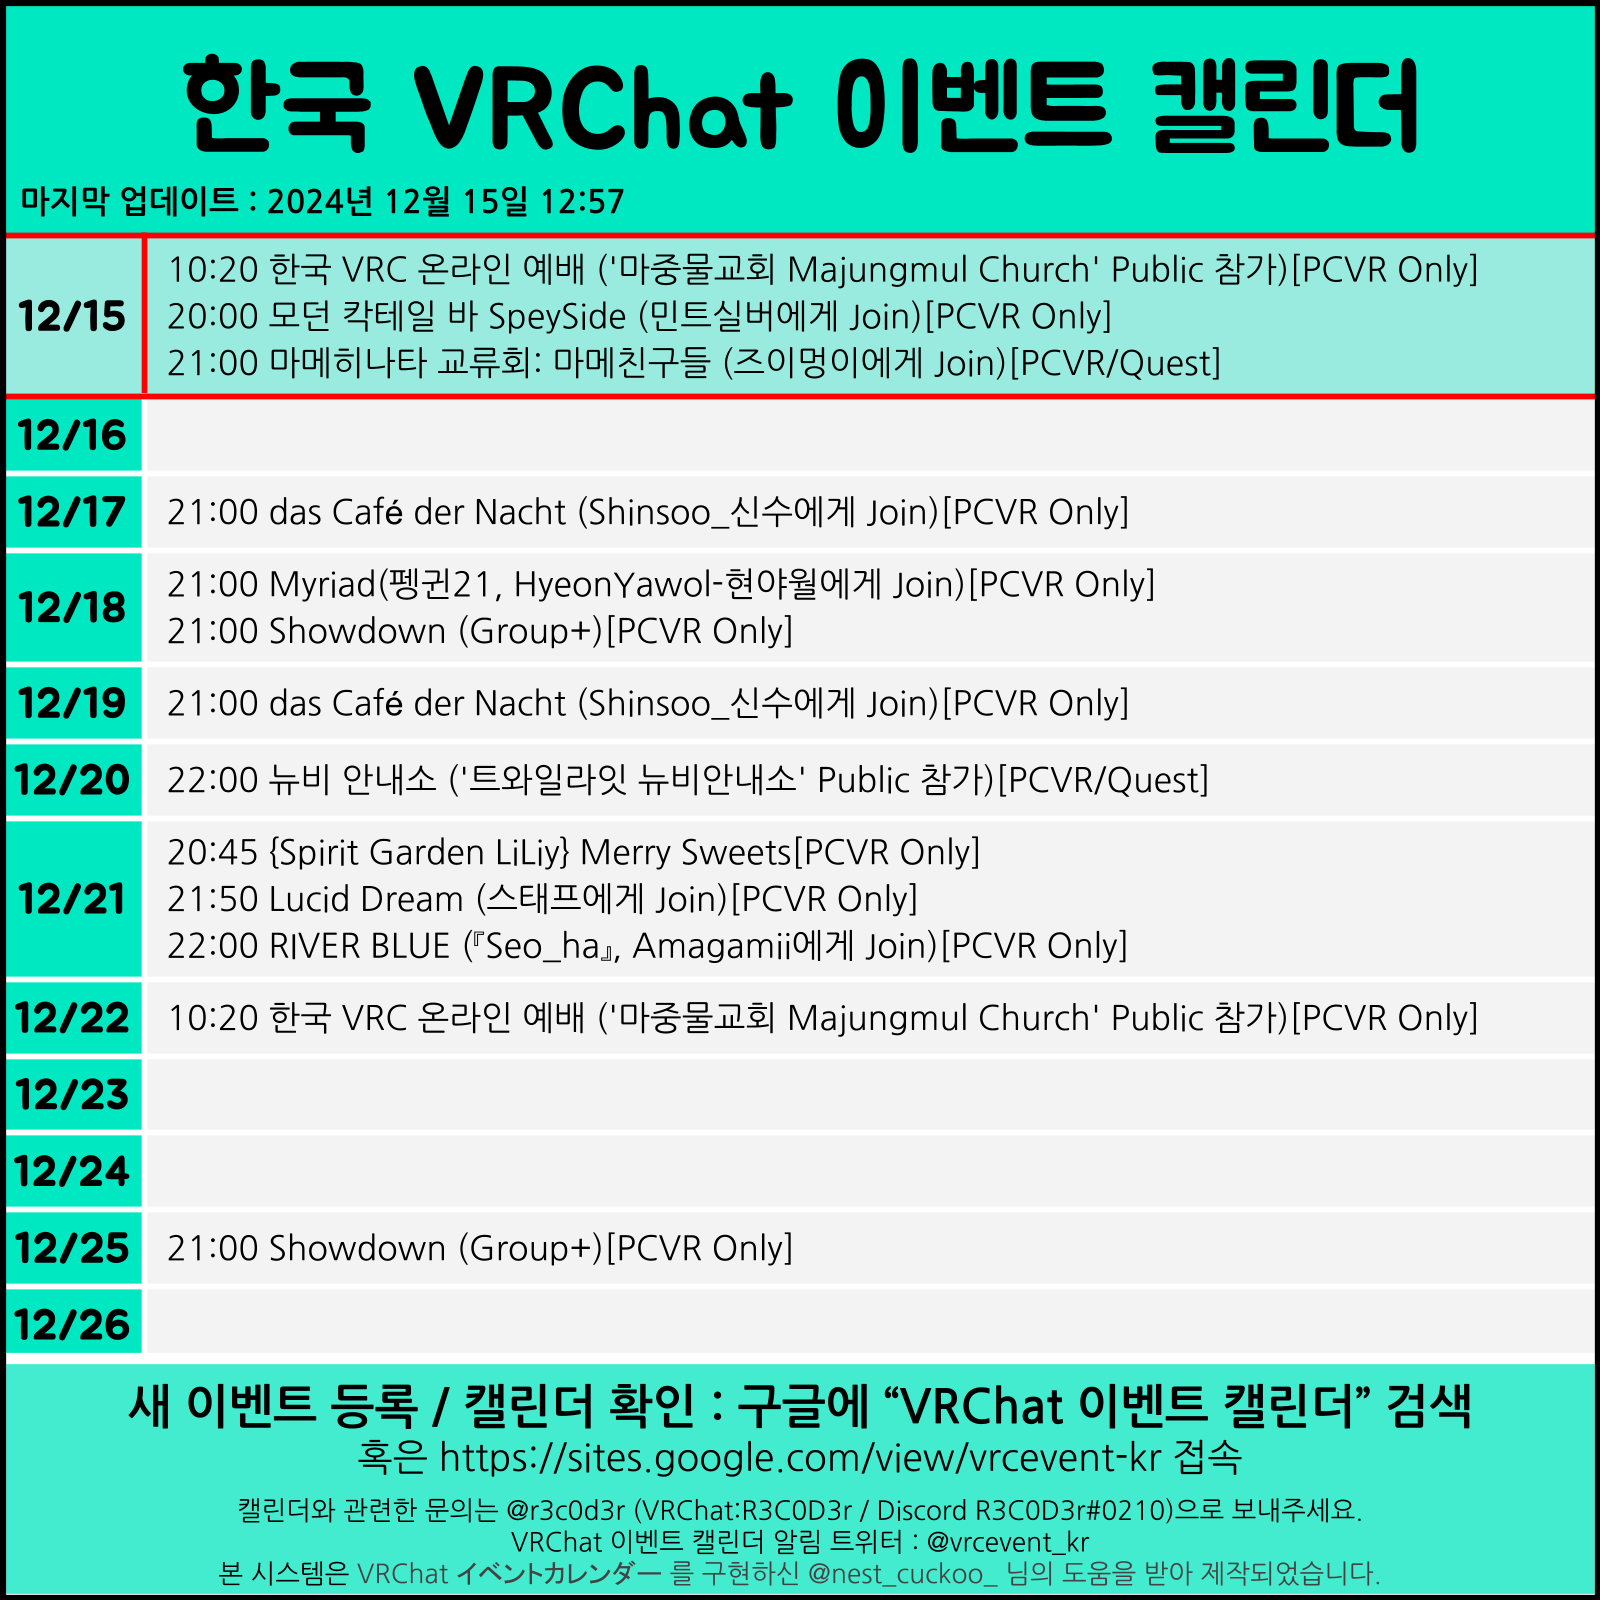 한국 VRChat 이벤트 캘린더
마지막 업데이트 : 2024년 12월 15일 12:57
12/15
10:20 한국 VRC 온라인 예배 ('마중물교회 Majungmul Church' Public 참가)[PCVR Only]
20:00 모던 칵테일 바 SpeySide (민트실버에게 Join)[PCVR Only]
21:00 마메히나타 교류회: 마메친구들 (즈이멍이에게 Join)[PCVR/Quest]
12/16
12/17
21:00 das Café der Nacht (Shinsoo_신수에게 Join)[PCVR Only]
12/18
21:00 Myriad(펭귄21, HyeonYawol-현야월에게 Join)[PCVR Only]
21:00 Showdown (Group+)[PCVR Only]
12/19
21:00 das Café der Nacht (Shinsoo_신수에게 Join)[PCVR Only]
12/20
22:00 뉴비 안내소 ('트와일라잇 뉴비안내소' Public 참가)[PCVR/Quest]
12/21
20:45 {Spirit Garden LiLiy} Merry Sweets[PCVR Only]
21:50 Lucid Dream (스태프에게 Join)[PCVR Only]
22:00 RIVER BLUE (『Seo_ha』, Amagamii에게 Join)[PCVR Only]
12/22
10:20 한국 VRC 온라인 예배 ('마중물교회 Majungmul Church' Public 참가)[PCVR Only]
12/23
12/24
12/25
21:00 Showdown (Group+)[PCVR Only]
12/26
새 이벤트 등록 / 캘린더 확인 : 구글에 “VRChat 이벤트 캘린더” 검색
혹은 https://sites.google.com/view/vrcevent-kr 접속
캘린더와 관련한 문의는 @r3c0d3r (VRChat:R3C0D3r / Discord R3C0D3r#0210)으로 보내주세요.
VRChat 이벤트 캘린더 알림 트위터 : @vrcevent_kr
본 시스템은 VRChat イベントカレンダー 를 구현하신 @nest_cuckoo_ 님의 도움을 받아 제작되었습니다.